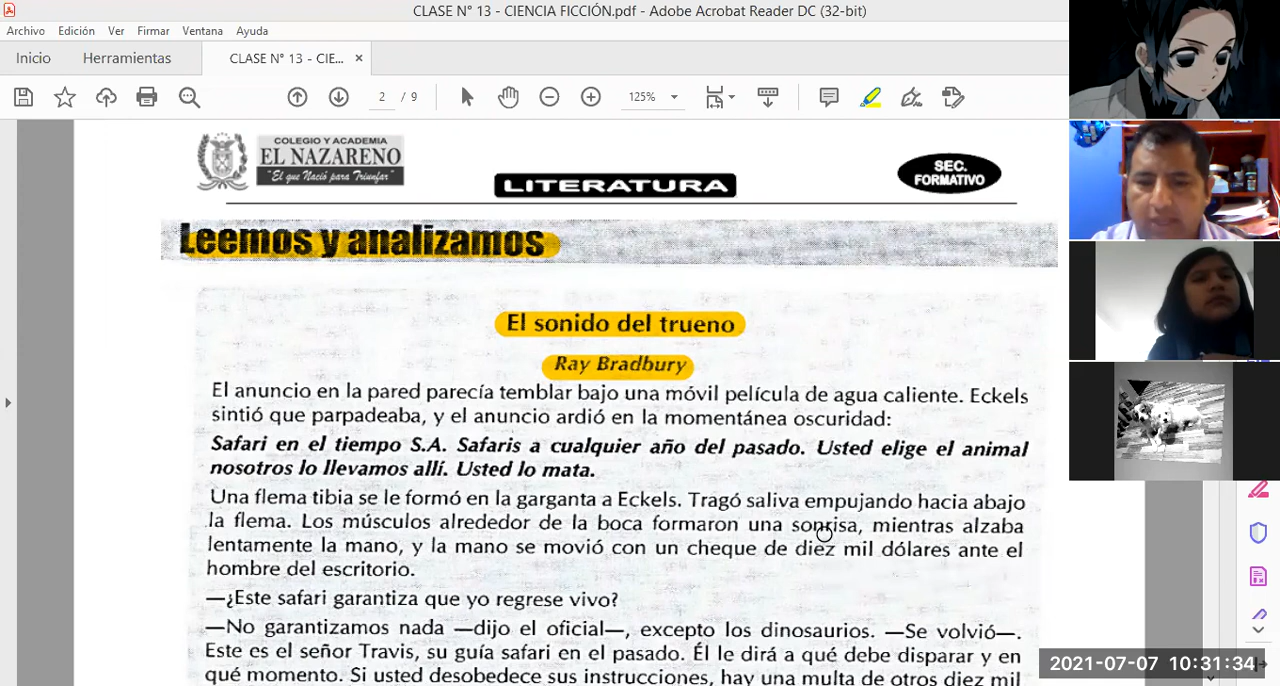 CLASE N° 13 - CIENCIA FICCIÓN.pdf - Adobe Acrobat Reader DC (32-bit)
Archivo Edición Ver Firmar Ventana Ayuda
Inicio Herramientas CLASE N° 13 - CIE... ×
2 / 9 125%
COLEGIO Y ACADEMIA
EL NAZARENO
"El que Nació para Triunfar"
LITERATURA
SEC.
FORMATIVO
Leemos y analizamos
El sonido del trueno
Ray Bradbury
El anuncio en la pared parecía temblar bajo una móvil película de agua caliente. Eckels
sintió que parpadeaba, y el anuncio ardió en la momentánea oscuridad:
Safari en el tiempo S.A. Safaris a cualquier año del pasado. Usted elige el animal
nosotros lo llevamos allí. Usted lo mata.
Una flema tibia se le formó en la garganta a Eckels. Tragó saliva empujando hacia abajo
la flema. Los músculos alrededor de la boca formaron una sonrisa, mientras alzaba
lentamente la mano, y la mano se movió con un cheque de diez mil dólares ante el
hombre del escritorio.
—¿Este safari garantiza que yo regrese vivo?
—No garantizamos nada —dijo el oficial—, excepto los dinosaurios. —Se volvió—.
Este es el señor Travis, su guía safari en el pasado. Él le dirá a qué debe disparar y en
qué momento. Si usted desobedece sus instrucciones, hay una multa de otros diez mil
2021-07-07 10:31:34